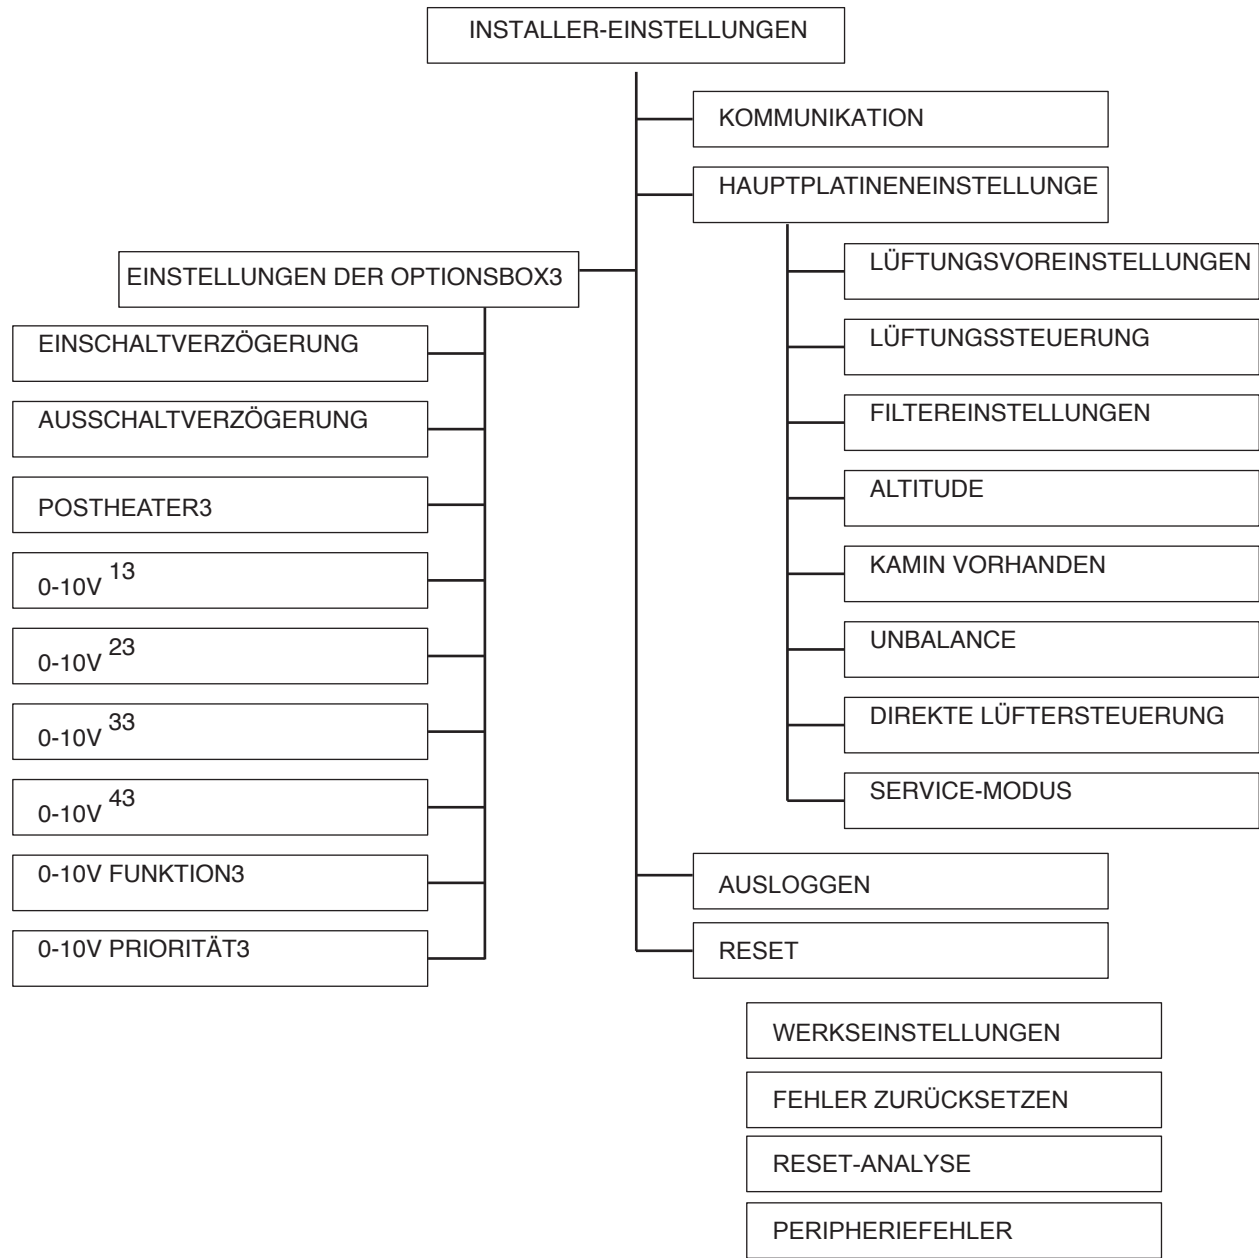 INSTALLER-EINSTELLUNGEN
KOMMUNIKATION
HAUPTPLATINENEINSTELLUNGE
LÜFTUNGSVOREINSTELLUNGEN
LÜFTUNGSSTEUERUNG
FILTEREINSTELLUNGEN
ALTITUDE
KAMIN VORHANDEN
UNBALANCE
DIREKTE LÜFTERSTEUERUNG
SERVICE-MODUS
EINSTELLUNGEN DER OPTIONSBOX3
EINSCHALTVERZÖGERUNG
AUSSCHALTVERZÖGERUNG
POSTHEATER3
0-10V 13
0-10V 23
0-10V 33
0-10V 43
0-10V FUNKTION3
0-10V PRIORITÄT3
AUSLOGGEN
RESET
WERKSEINSTELLUNGEN
FEHLER ZURÜCKSETZEN
RESET-ANALYSE
PERIPHERIEFEHLER